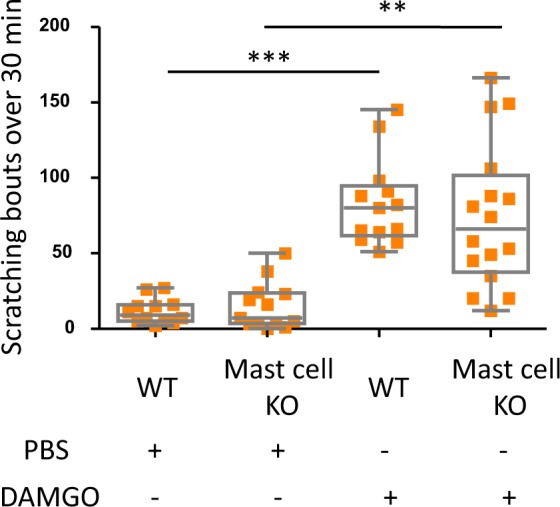 Scratching bouts over 30 min
200
150
100
50
0
**
***
WT
Mast cell
KO
WT
Mast cell
KO
PBS + + - -
DAMGO - - + +